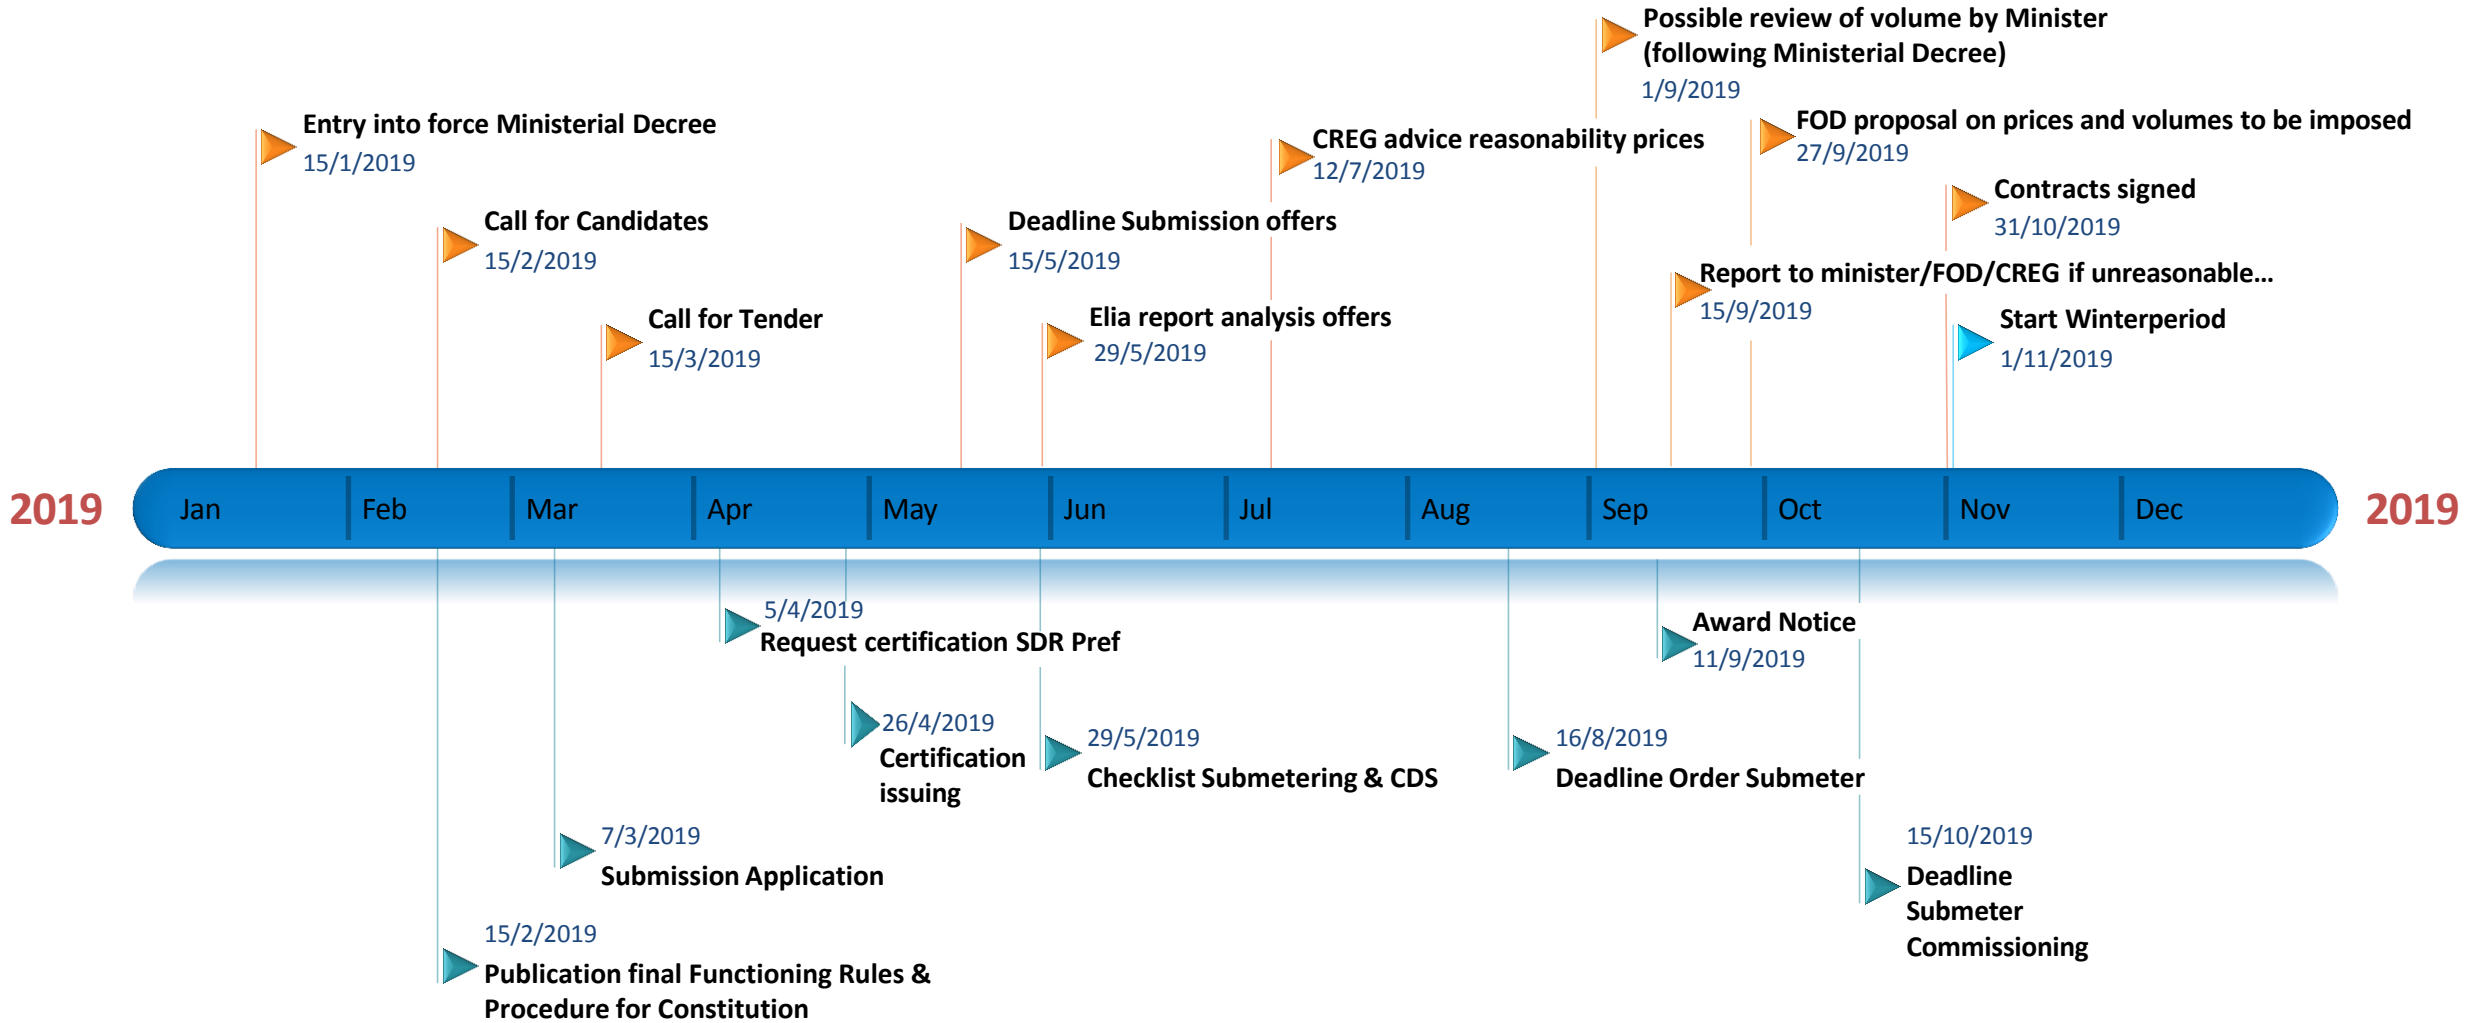 Possible review of volume by Minister
(following Ministerial Decree)
1/9/2019
Entry into force Ministerial Decree
15/1/2019
CREG advice reasonability prices
12/7/2019
FOD proposal on prices and volumes to be imposed
27/9/2019
Contracts signed
31/10/2019
Call for Candidates
15/2/2019
Deadline Submission offers
15/5/2019
Report to minister/FOD/CREG if unreasonable…
15/9/2019
Call for Tender
15/3/2019
Elia report analysis offers
29/5/2019
Start Winterperiod
1/11/2019
2019
Jan
Feb
Mar
Apr
May
Jun
Jul
Aug
Sep
Oct
Nov
Dec
2019
5/4/2019
Request certification SDR Pref
Award Notice
11/9/2019
26/4/2019
Certification
issuing
29/5/2019
Checklist Submetering & CDS
16/8/2019
Deadline Order Submeter
7/3/2019
Submission Application
15/10/2019
Deadline
Submeter
Commissioning
15/2/2019
Publication final Functioning Rules &
Procedure for Constitution